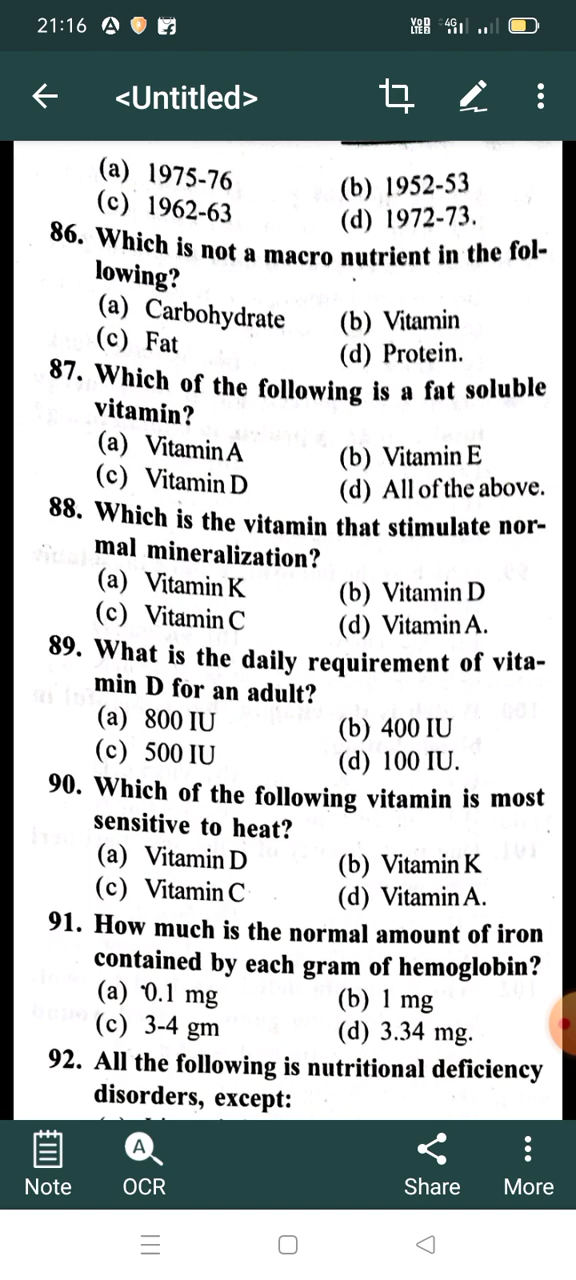 21:16
VoD LTE2 4G
<Untitled>
(a) 1975-76 (b) 1952-53
(c) 1962-63 (d) 1972-73.
86. Which is not a macro nutrient in the fol-
lowing?
(a) Carbohydrate (b) Vitamin
(c) Fat (d) Protein.
87. Which of the following is a fat soluble
vitamin?
(a) Vitamin A (b) Vitamin E
(c) Vitamin D (d) All of the above.
88. Which is the vitamin that stimulate nor-
mal mineralization?
(a) Vitamin K (b) Vitamin D
(c) Vitamin C (d) Vitamin A.
89. What is the daily requirement of vita-
min D for an adult?
(a) 800 IU (b) 400 IU
(c) 500 IU (d) 100 IU.
90. Which of the following vitamin is most
sensitive to heat?
(a) Vitamin D (b) Vitamin K
(c) Vitamin C (d) Vitamin A.
91. How much is the normal amount of iron
contained by each gram of hemoglobin?
(a) 0.1 mg (b) 1 mg
(c) 3-4 gm (d) 3.34 mg.
92. All the following is nutritional deficiency
disorders, except:
A
Note OCR Share More